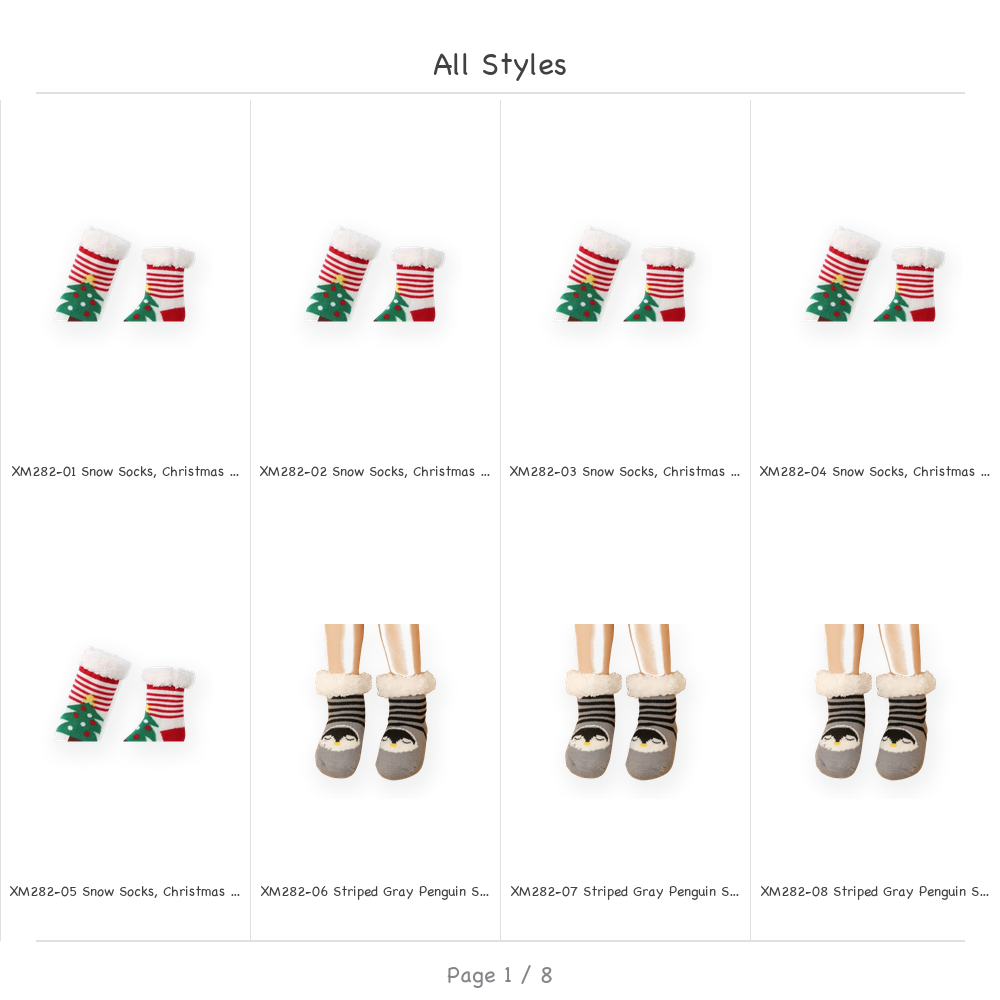 All Styles
XM282-01 Snow Socks, Christmas ...
XM282-02 Snow Socks, Christmas ...
XM282-03 Snow Socks, Christmas ...
XM282-04 Snow Socks, Christmas ...
XM282-05 Snow Socks, Christmas ...
XM282-06 Striped Gray Penguin S...
XM282-07 Striped Gray Penguin S...
XM282-08 Striped Gray Penguin S...
Page 1 / 8